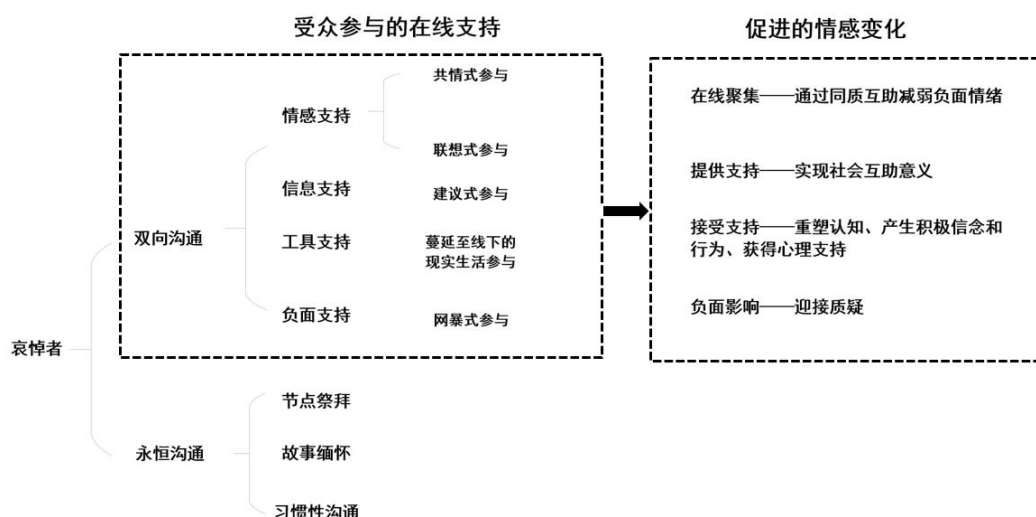 受众参与的在线支持
促进的情感变化
共情式参与
情感支持
联想式参与
信息支持
建议式参与
双向沟通
工具支持
蔓延至线下的
现实生活参与
负面支持
网暴式参与
哀悼者
节点祭拜
永恒沟通
故事缅怀
习惯性沟通
在线聚集——通过同质互助减弱负面情绪
提供支持——实现社会互助意义
接受支持——重塑认知、产生积极信念和
行为、获得心理支持
负面影响——迎接质疑